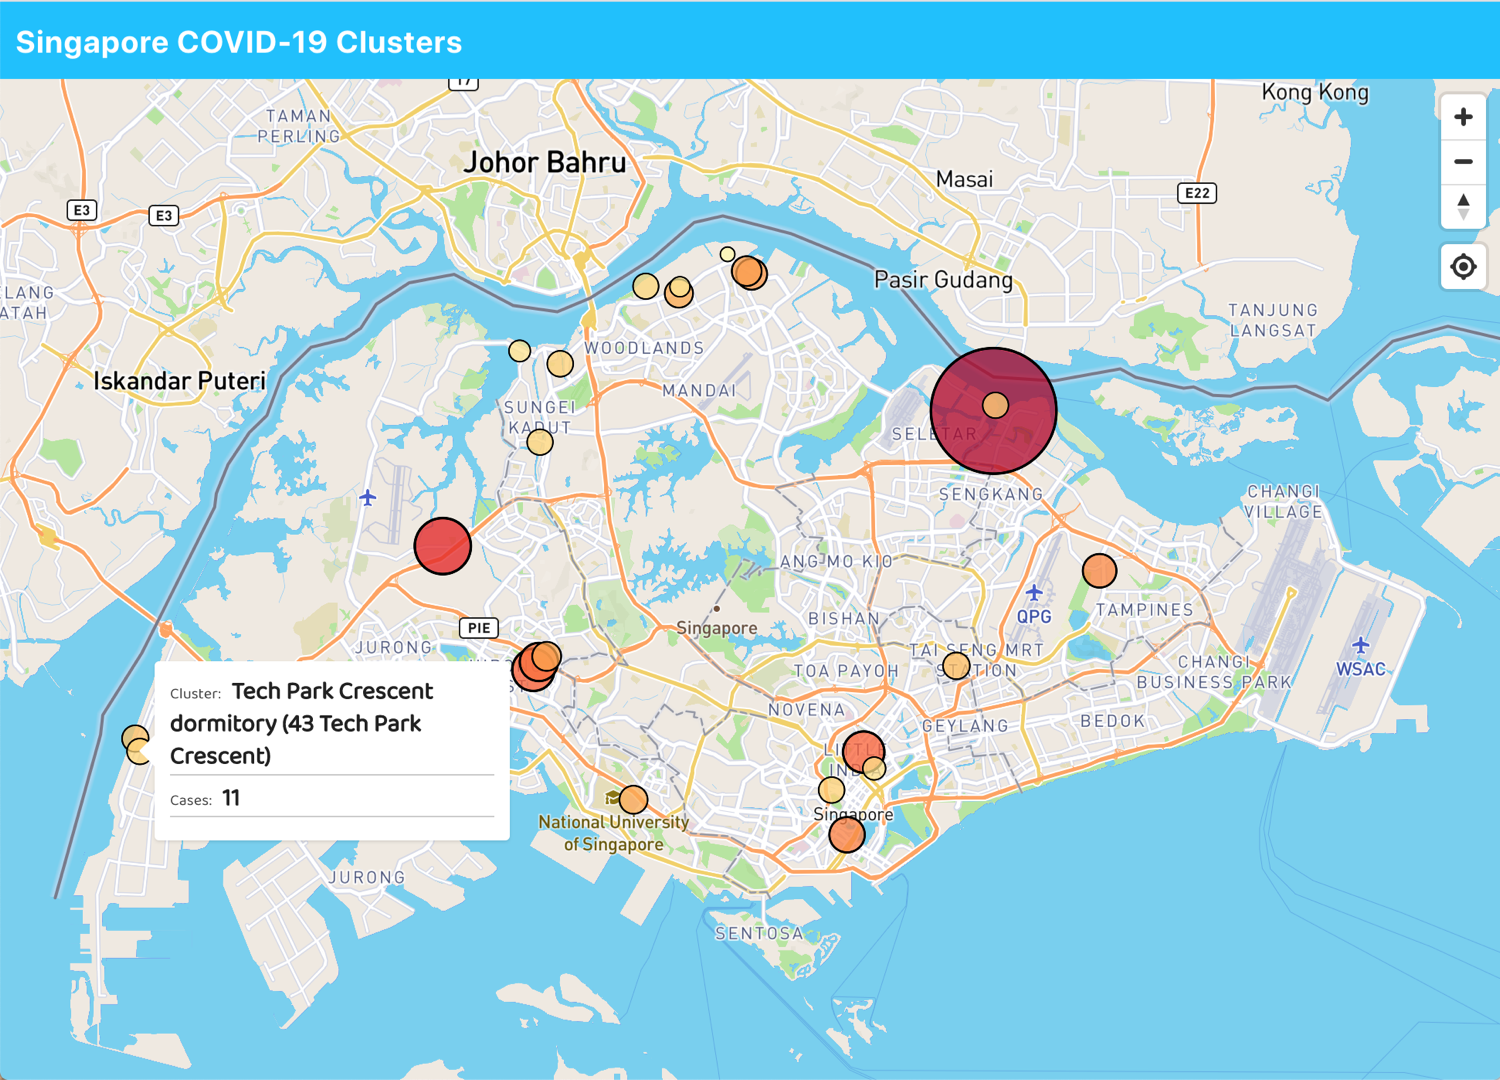 Singapore COVID-19 Clusters
17
Kong Kong
TAMAN
PERLING
Johor Bahru
Masai
E22
E3
E3
Pasir Gudang
ELANG
ATAH
TANJUNG
LANGSAT
WOODLANDS
Iskandar Puteri
MANDAI
SUNGEI
KADUT
SELETAR
SENGKANG
CHANGI
VILLAGE
ANG MO KIO
QPG
TAMPINES
BISHAN
PIE
Singapore
JURONG
TAI SENG MRT
STATION
TOA PAYOH
CHANGI
BUSINESS PARK
WSAC
Cluster: Tech Park Crescent
dormitory (43 Tech Park
Crescent)
Cases: 11
NOVENA
GEYLANG
BEDOK
LITTLE
INDIA
Singapore
National University
of Singapore
JURONG
SENTOSA